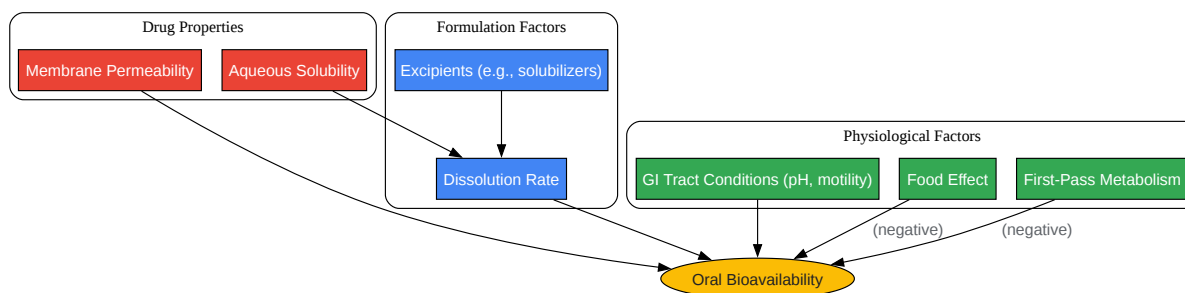 Drug Properties
Formulation Factors
Membrane Permeability
Aqueous Solubility
Excipients (e.g., solubilizers)
Physiological Factors
Dissolution Rate
GI Tract Conditions (pH, motility)
Food Effect
First-Pass Metabolism
(negative)
(negative)
Oral Bioavailability